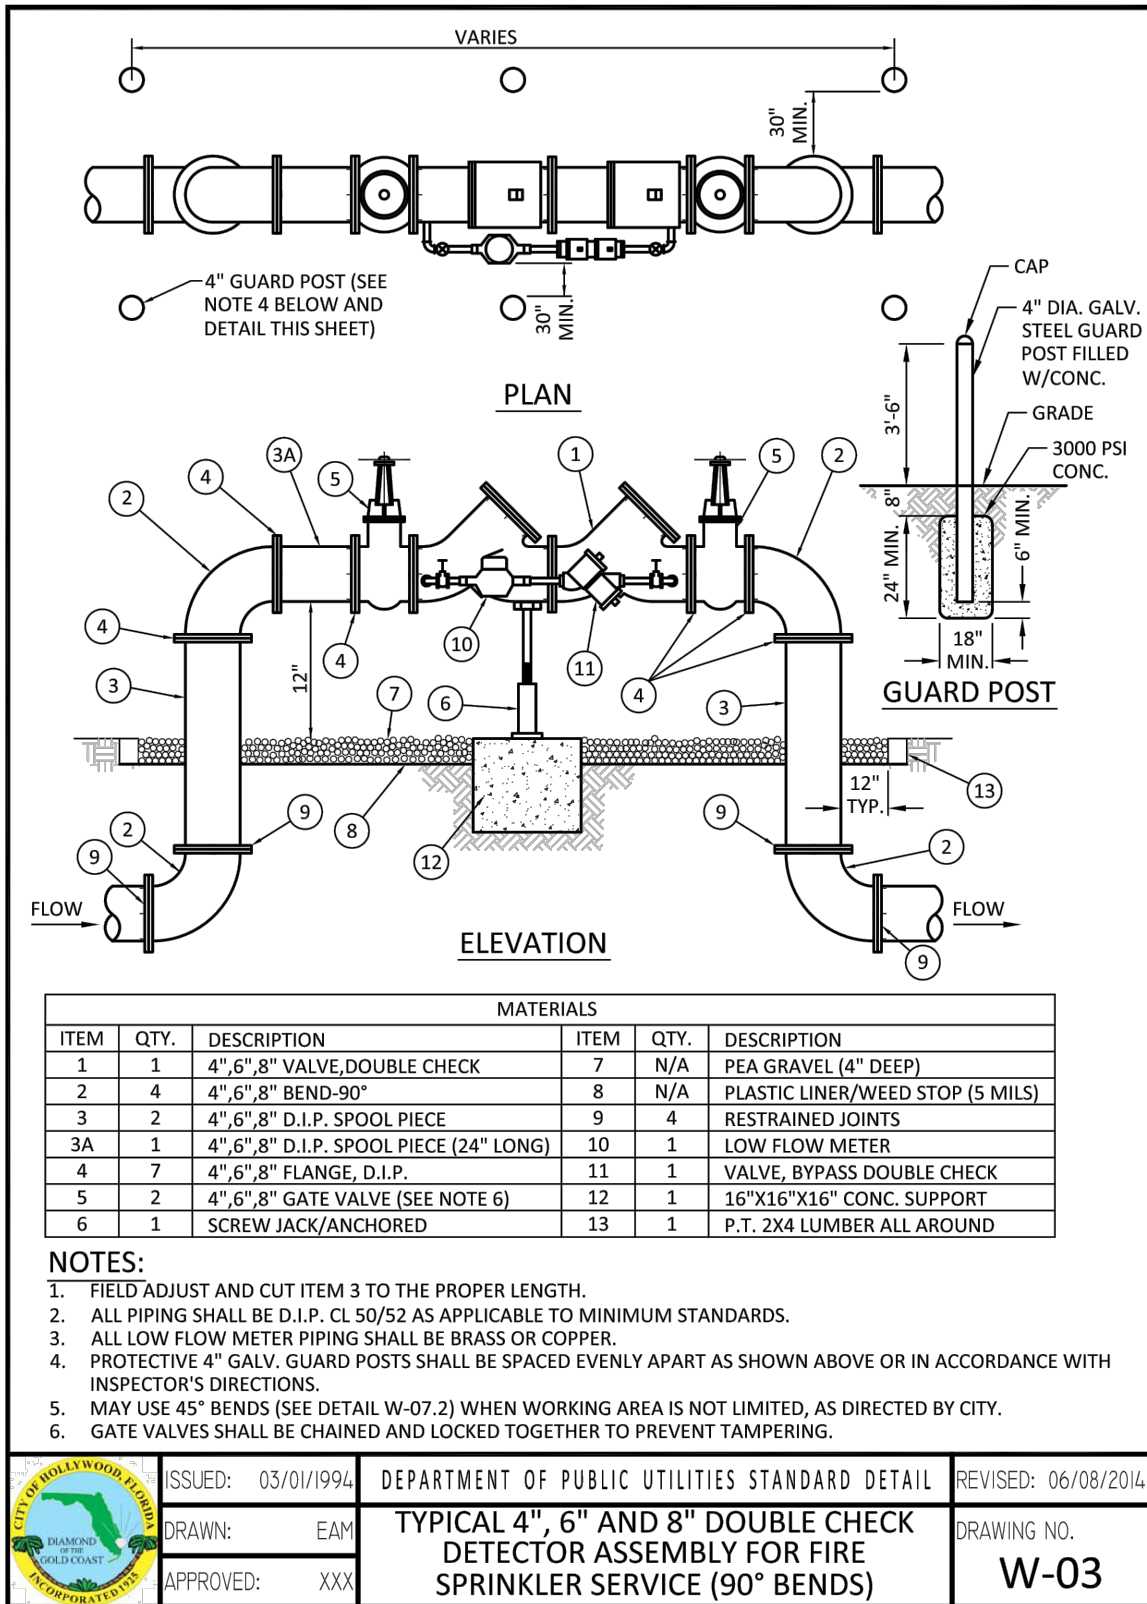 VARIES
30" MIN.
4" GUARD POST (SEE
NOTE 4 BELOW AND
DETAIL THIS SHEET)
30" MIN.
PLAN
CAP
4" DIA. GALV.
STEEL GUARD
POST FILLED
W/CONC.
GRADE
3000 PSI
CONC.
3'-6"
8"
24" MIN.
6" MIN.
18"
MIN.
GUARD POST
3A
1
5
2
4
5
2
4
3
4
12"
7
10
11
6
4
3
12"
TYP.
13
2
9
9
8
12
9
2
9
FLOW
FLOW
ELEVATION
MATERIALS
ITEM QTY. DESCRIPTION ITEM QTY. DESCRIPTION
1 1 4",6",8" VALVE,DOUBLE CHECK 7 N/A PEA GRAVEL (4" DEEP)
2 4 4",6",8" BEND-90° 8 N/A PLASTIC LINER/WEED STOP (5 MILS)
3 2 4",6",8" D.I.P. SPOOL PIECE 9 4 RESTRAINED JOINTS
3A 1 4",6",8" D.I.P. SPOOL PIECE (24" LONG) 10 1 LOW FLOW METER
4 7 4",6",8" FLANGE, D.I.P. 11 1 VALVE, BYPASS DOUBLE CHECK
5 2 4",6",8" GATE VALVE (SEE NOTE 6) 12 1 16"X16"X16" CONC. SUPPORT
6 1 SCREW JACK/ANCHORED 13 1 P.T. 2X4 LUMBER ALL AROUND
NOTES:
1. FIELD ADJUST AND CUT ITEM 3 TO THE PROPER LENGTH.
2. ALL PIPING SHALL BE D.I.P. CL 50/52 AS APPLICABLE TO MINIMUM STANDARDS.
3. ALL LOW FLOW METER PIPING SHALL BE BRASS OR COPPER.
4. PROTECTIVE 4" GALV. GUARD POSTS SHALL BE SPACED EVENLY APART AS SHOWN ABOVE OR IN ACCORDANCE WITH
INSPECTOR'S DIRECTIONS.
5. MAY USE 45° BENDS (SEE DETAIL W-07.2) WHEN WORKING AREA IS NOT LIMITED, AS DIRECTED BY CITY.
6. GATE VALVES SHALL BE CHAINED AND LOCKED TOGETHER TO PREVENT TAMPERING.
CITY OF HOLLYWOOD, FLORIDA
DIAMOND
OF THE
GOLD COAST
INCORPORATED 1925
ISSUED: 03/01/1994
DRAWN: EAM
APPROVED: XXX
DEPARTMENT OF PUBLIC UTILITIES STANDARD DETAIL
TYPICAL 4", 6" AND 8" DOUBLE CHECK
DETECTOR ASSEMBLY FOR FIRE
SPRINKLER SERVICE (90° BENDS)
REVISED: 06/08/2014
DRAWING NO.
W-03